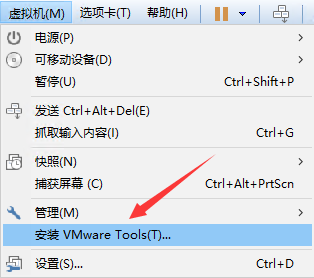 虚拟机(M) 选项卡(T) 帮助(H)
电源(P)
可移动设备(D)
暂停(U) Ctrl+Shift+P
发送 Ctrl+Alt+Del(E)
抓取输入内容(I) Ctrl+G
快照(N)
捕获屏幕 (C) Ctrl+Alt+PrtScn
管理(M)
安装 VMware Tools(T)...
设置(S)... Ctrl+D